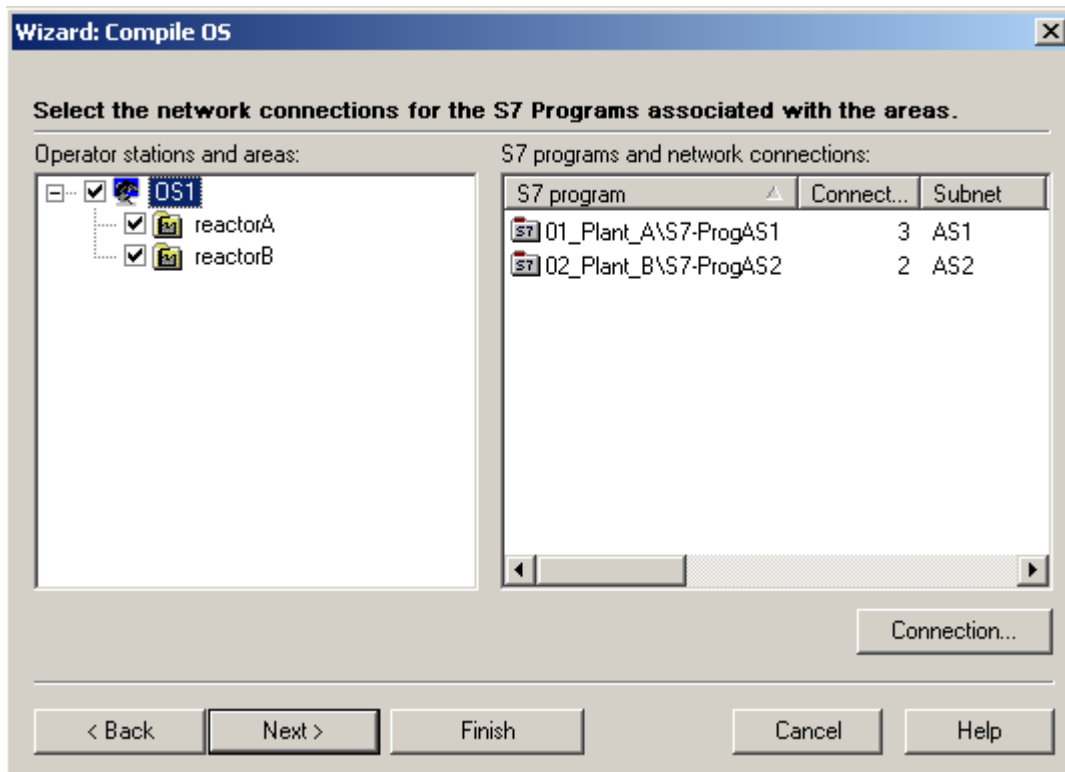 Wizard: Compile OS
Select the network connections for the S7 Programs associated with the areas.
Operator stations and areas:
S7 programs and network connections:
OS1
reactorA
reactorB
S7 program Connect... Subnet
01_Plant_A\S7-ProgAS1 3 AS1
02_Plant_B\S7-ProgAS2 2 AS2
Connection...
< Back Next > Finish Cancel Help